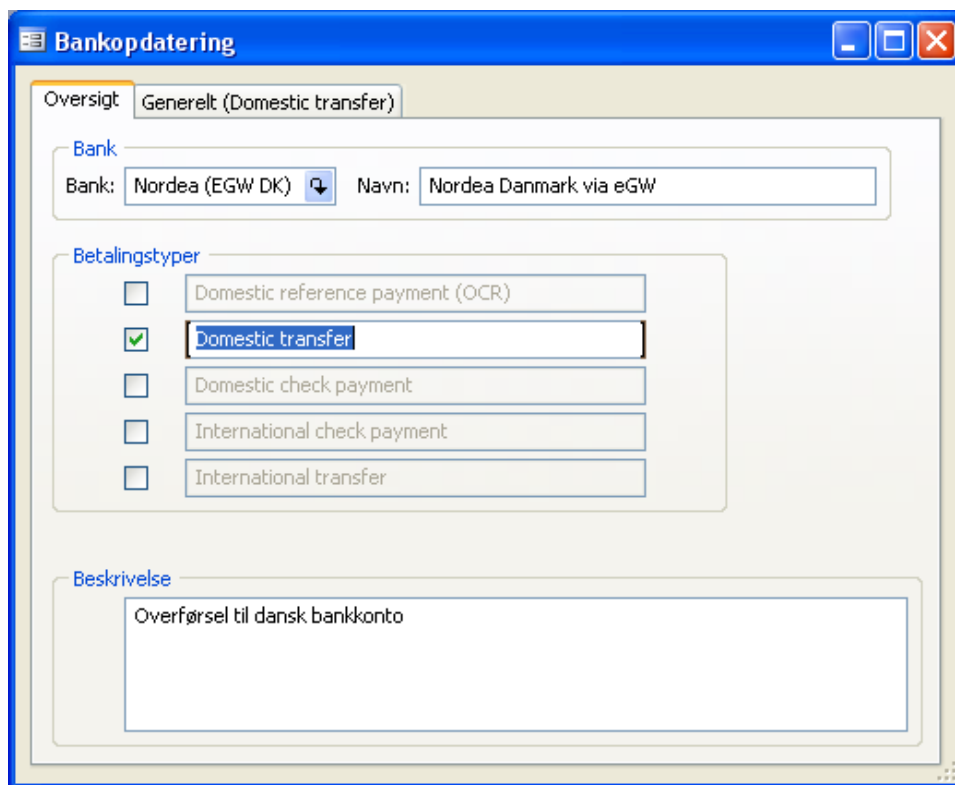 Bankopdatering
Oversigt Generelt (Domestic transfer)
Bank
Bank: Nordea (EGW DK) Navn: Nordea Danmark via eGW
Betalingstyper
Domestic reference payment (OCR)
Domestic transfer
Domestic check payment
International check payment
International transfer
Beskrivelse
Overførsel til dansk bankkonto